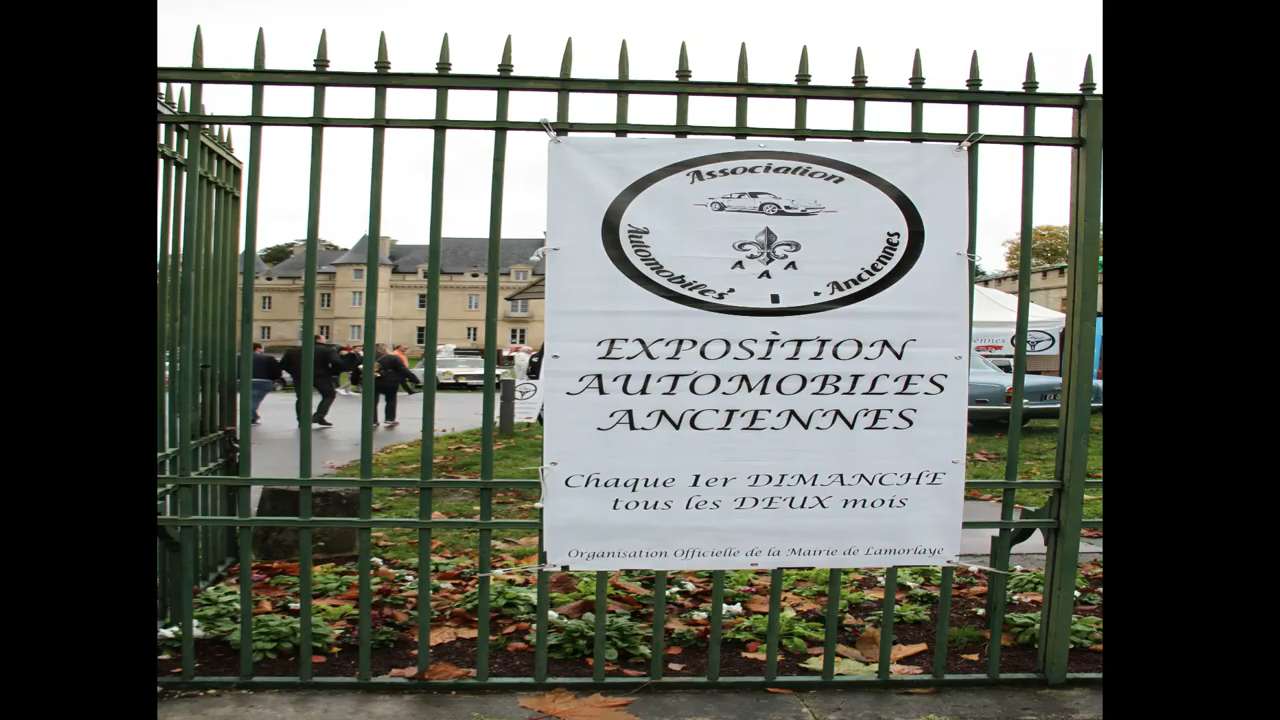 Association
Automobiles Anciennes
A A A
EXPOSITION
AUTOMOBILES
ANCIENNES
Chaque 1er DIMANCHE
tous les DEUX mois
Organisation Officielle de la Mairie de Lamorlaye